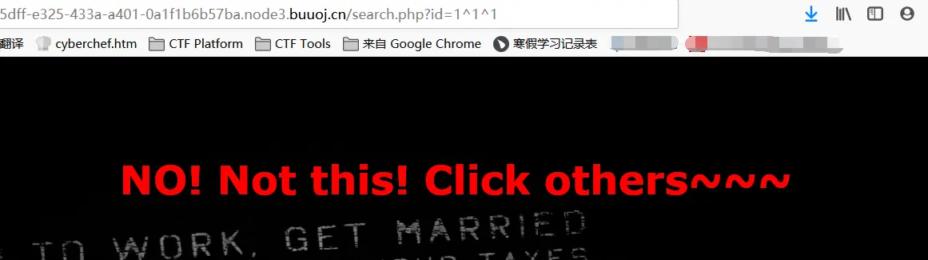 5dff-e325-433a-a401-0a1f1b6b57ba.node3.buuoj.cn/search.php?id=1^1^1
翻译 cyberchef.htm CTF Platform CTF Tools 来自 Google Chrome 寒假学习记录表
NO! Not this! Click others~~~
TO WORK, GET MARRIED
YOUR TAXES